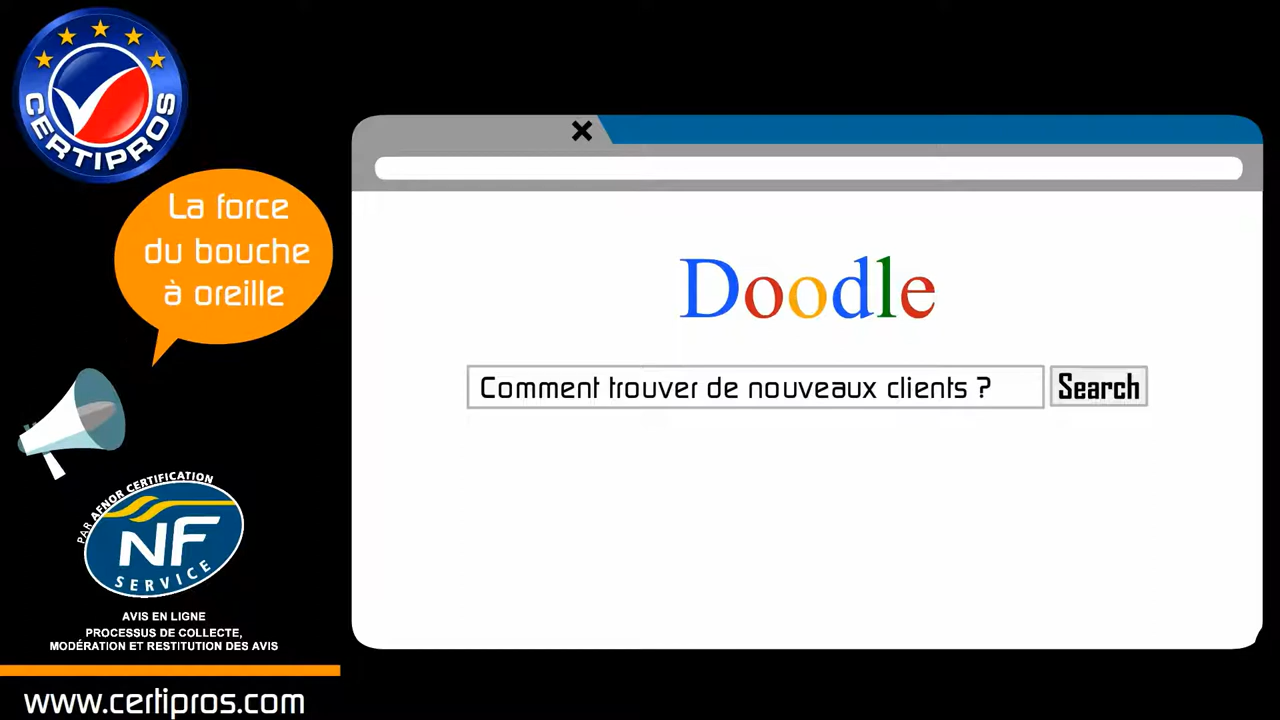 CERTIPROS
La force
du bouche
à oreille
PAR AFNOR CERTIFICATION
NF
SERVICE
AVIS EN LIGNE
PROCESSUS DE COLLECTE,
MODÉRATION ET RESTITUTION DES AVIS
www.certipros.com
Doodle
Comment trouver de nouveaux clients ?
Search